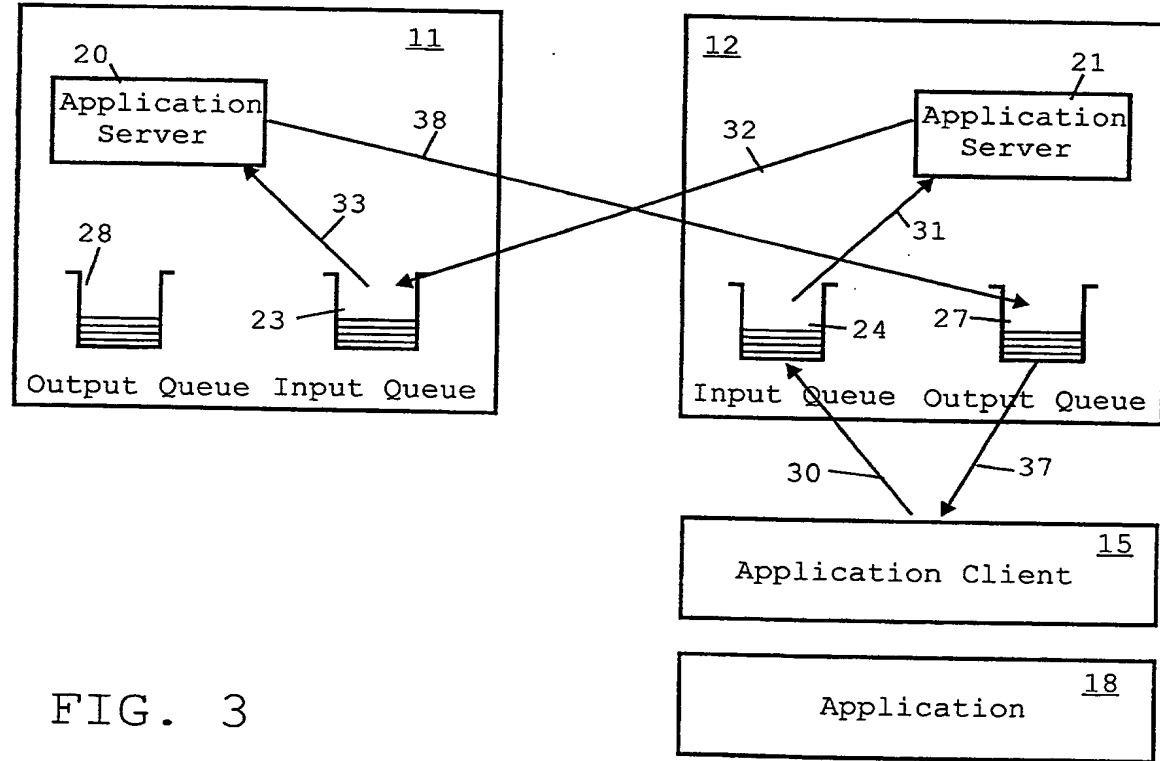 11
20
Application
Server
38
33
28
23
Output Queue Input Queue
12
21
Application
Server
32
31
24
27
Input Queue Output Queue
30
37
15
Application Client
18
Application
FIG. 3